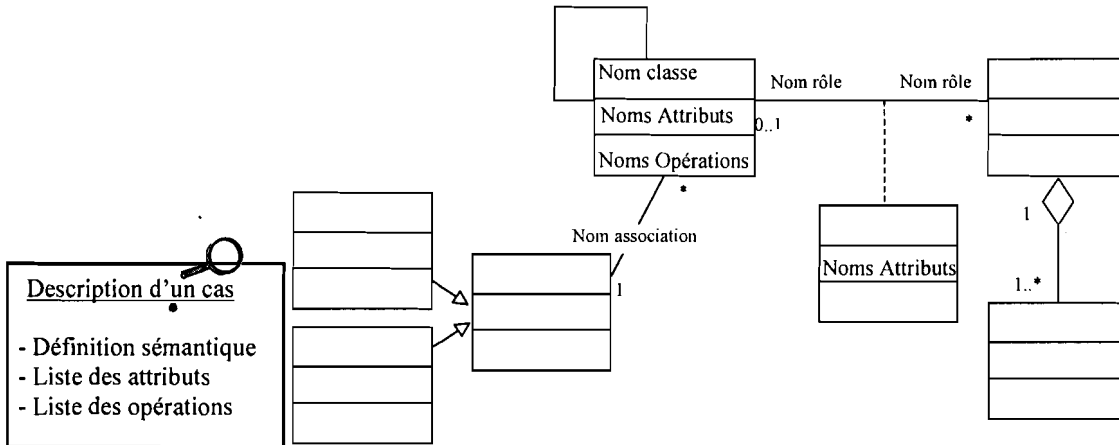 Nom classe
Noms Attributs
Noms Opérations
Nom rôle
Nom rôle
0..1
*
*
Nom association
1
Noms Attributs
1
1..*
Description d'un cas
- Définition sémantique
- Liste des attributs
- Liste des opérations